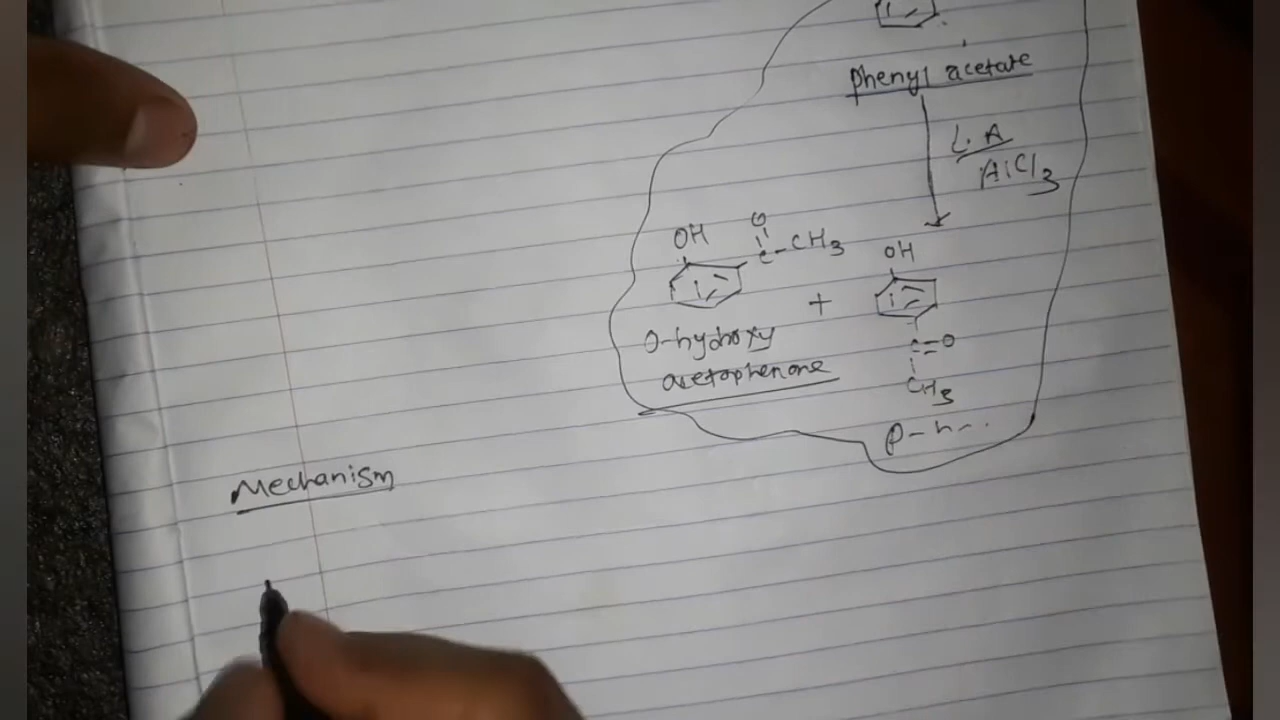 phenyl acetate
L.A
AlCl3
OH
O
C-CH3
OH
+
O-hydroxy
acetophenone
C=O
CH3
p-h-..
Mechanism